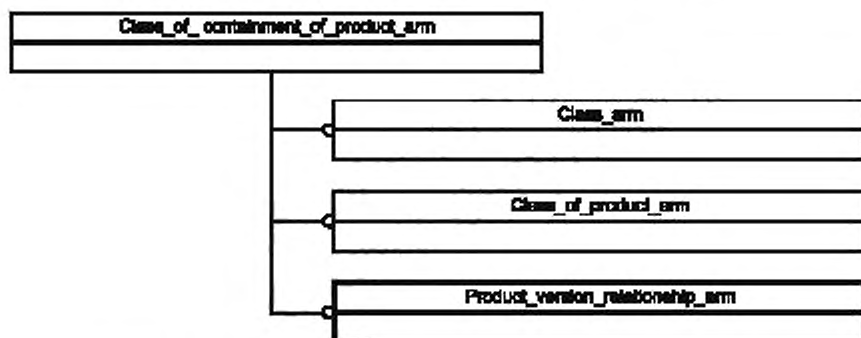 Class_of_ containment_of_product_arm
Class_arm
Class_of_product_arm
Product_version_relationship_arm